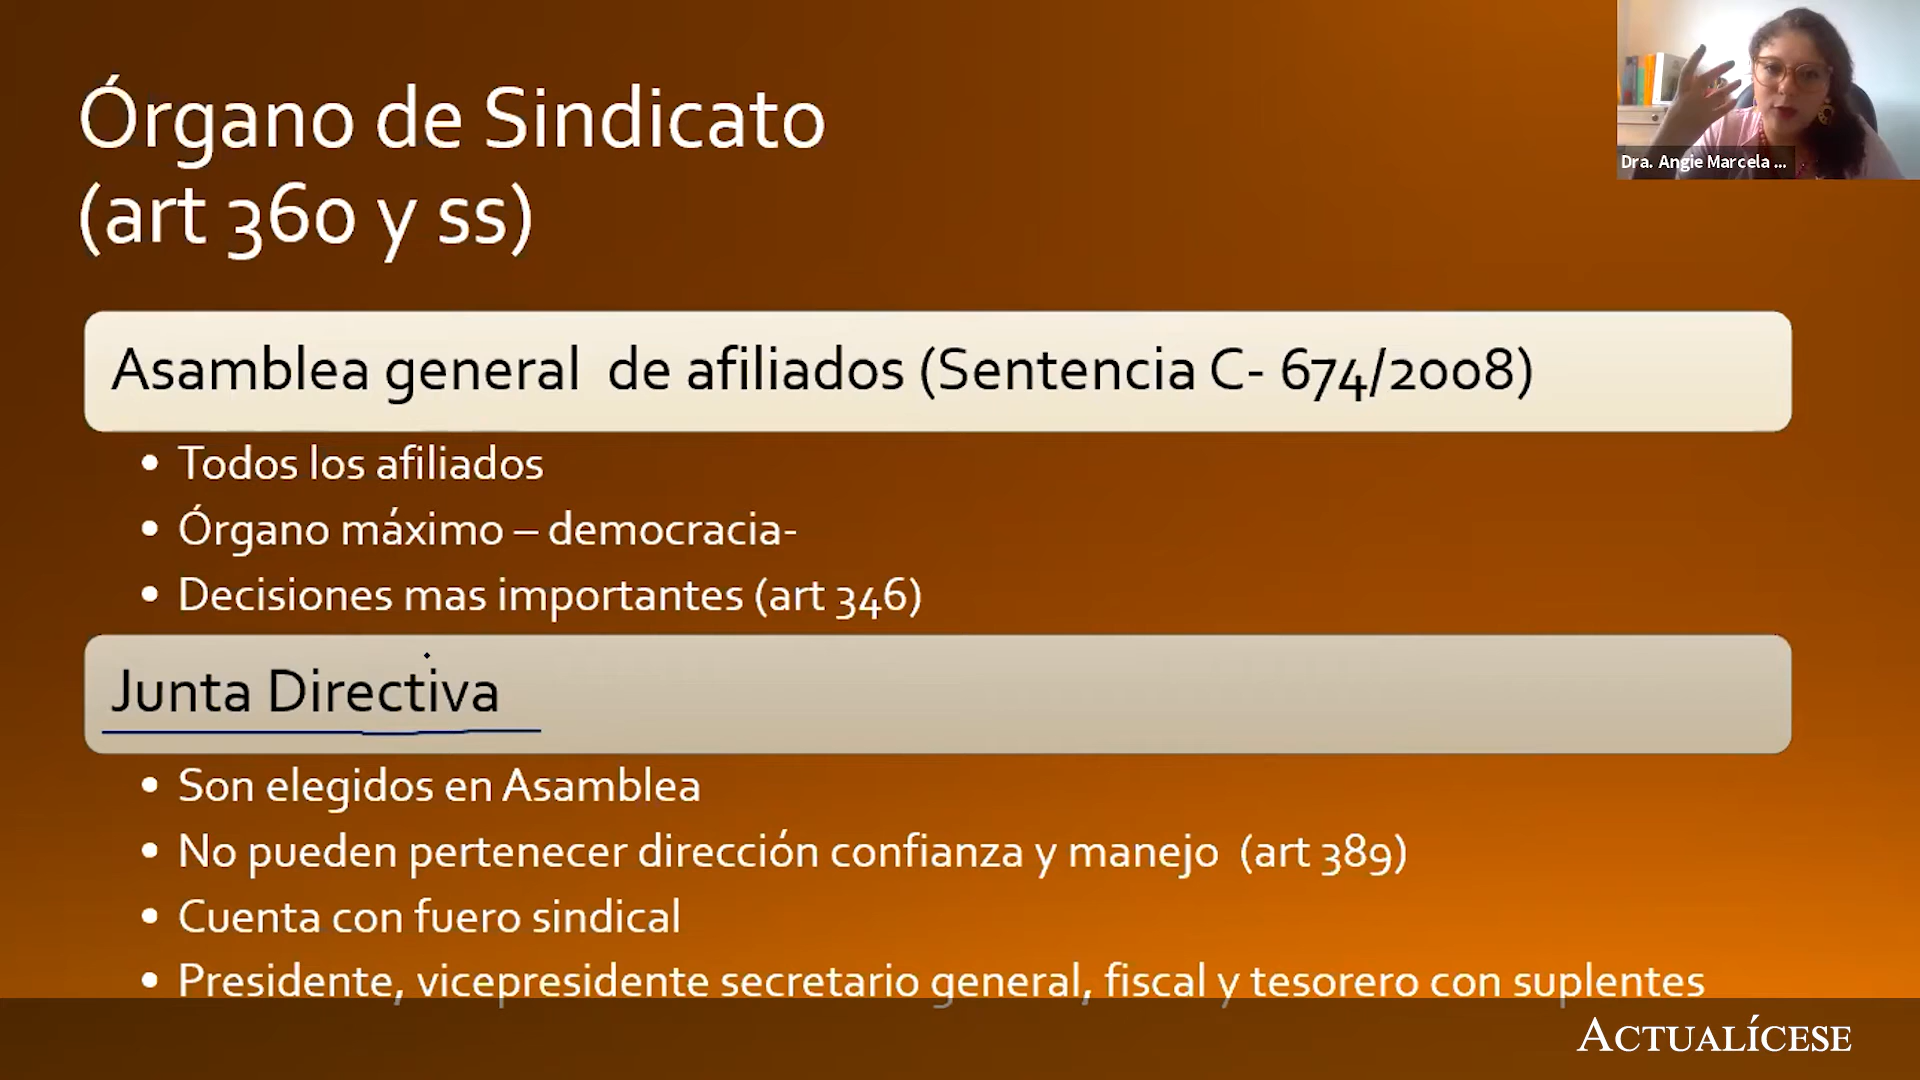 Órgano de Sindicato
(art 360 y ss)
Dra. Angie Marcela ...
Asamblea general de afiliados (Sentencia C- 674/2008)
• Todos los afiliados
• Órgano máximo – democracia-
• Decisiones mas importantes (art 346)
Junta Directiva
• Son elegidos en Asamblea
• No pueden pertenecer dirección confianza y manejo (art 389)
• Cuenta con fuero sindical
• Presidente, vicepresidente secretario general, fiscal y tesorero con suplentes
ACTUALÍCESE